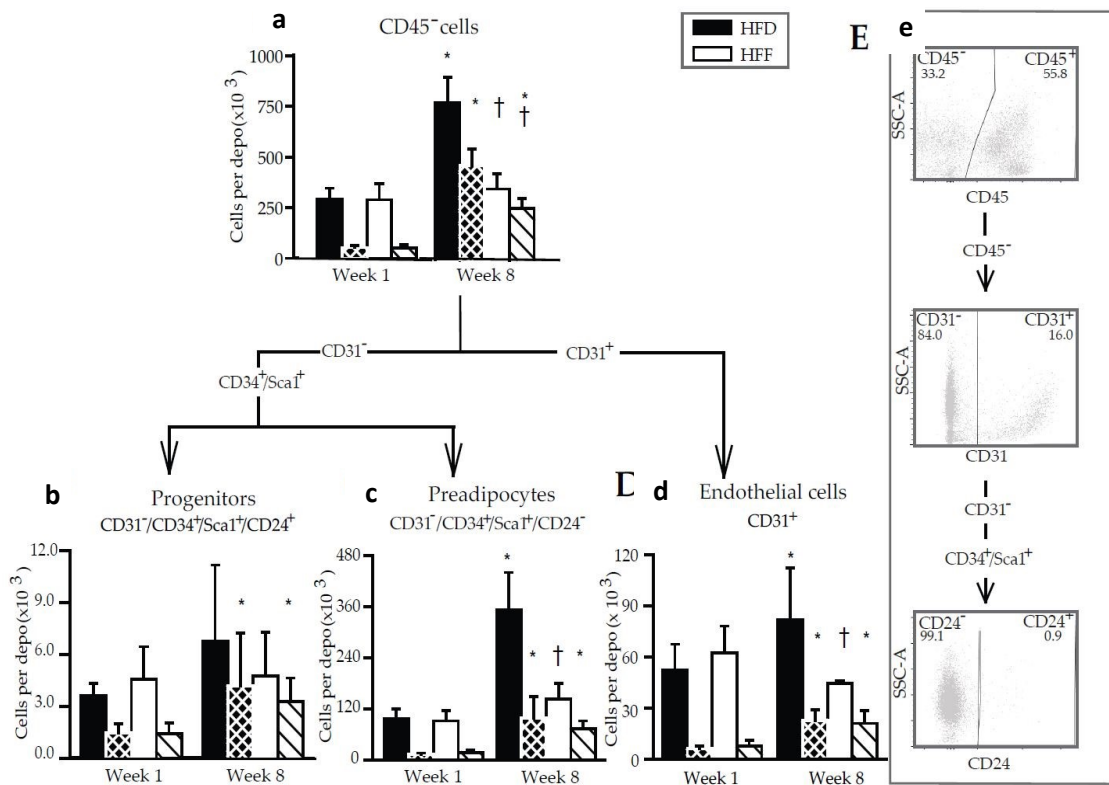 a
CD45⁻cells
HFD
HFF
Cells per depo(x10³)
1000
750
500
250
0
*
*
†
*
†
Week 1
Week 8
CD31⁻
CD31⁺
CD34⁺/Sca1⁺
b
Progenitors
CD31⁻/CD34⁺/Sca1⁺/CD24⁺
Cells per depo (x10³)
12.0
9.0
6.0
3.0
0.0
*
*
Week 1
Week 8
c
Preadipocytes
CD31⁻/CD34⁺/Sca1⁺/CD24⁻
Cells per depo (x10³)
480
360
240
120
0
*
*
†
*
Week 1
Week 8
D
d
Endothelial cells
CD31⁺
Cells per depo (x 10³)
120
90
60
30
0
*
*
†
*
Week 1
Week 8
E
e
CD45⁻
33.2
CD45⁺
55.8
SSC-A
CD45
CD45⁻
CD31⁻
84.0
CD31⁺
16.0
SSC-A
CD31
CD31⁻
CD34⁺/Sca1⁺
CD24⁻
99.1
CD24⁺
0.9
SSC-A
CD24